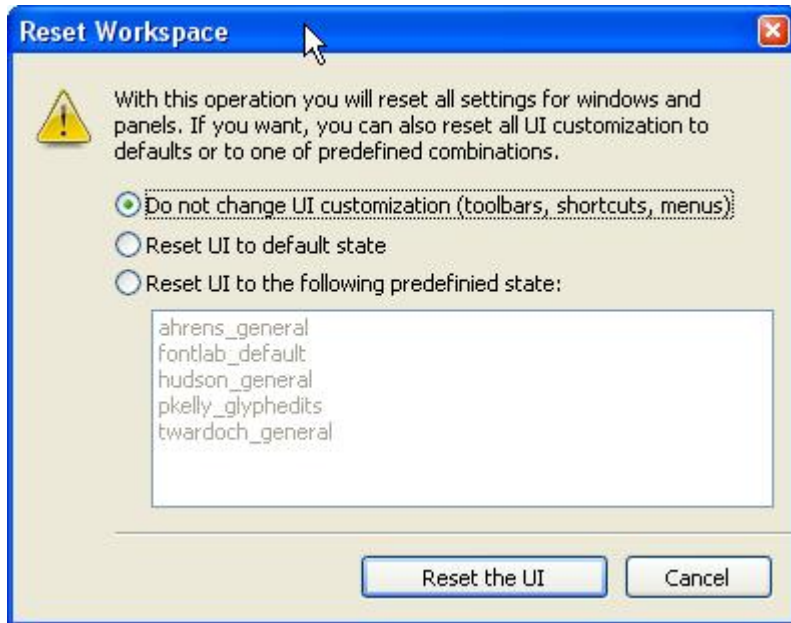 Reset Workspace
With this operation you will reset all settings for windows and
panels. If you want, you can also reset all UI customization to
defaults or to one of predefined combinations.
Do not change UI customization (toolbars, shortcuts, menus)
Reset UI to default state
Reset UI to the following predefinied state:
ahrens_general
fontlab_default
hudson_general
pkelly_glyphedits
twardoch_general
Reset the UI Cancel